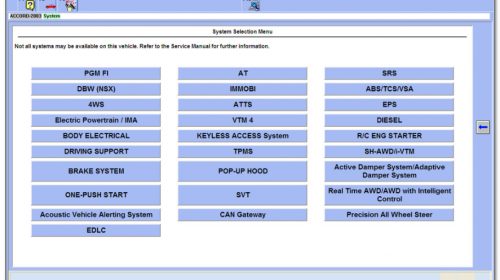 ACCORD(2003) System
System Selection Menu
Not all systems may be available on this vehicle. Refer to the Service Manual for further information.
PGM FI AT SRS
DBW (NSX) IMMOBI ABS/TCS/VSA
4WS ATTS EPS
Electric Powertrain / IMA VTM 4 DIESEL
BODY ELECTRICAL KEYLESS ACCESS System R/C ENG STARTER
DRIVING SUPPORT TPMS SH-AWD/i-VTM
BRAKE SYSTEM POP-UP HOOD Active Damper System/Adaptive
Damper System
ONE-PUSH START SVT Real Time AWD/AWD with Intelligent
Control
Acoustic Vehicle Alerting System CAN Gateway Precision All Wheel Steer
EDLC